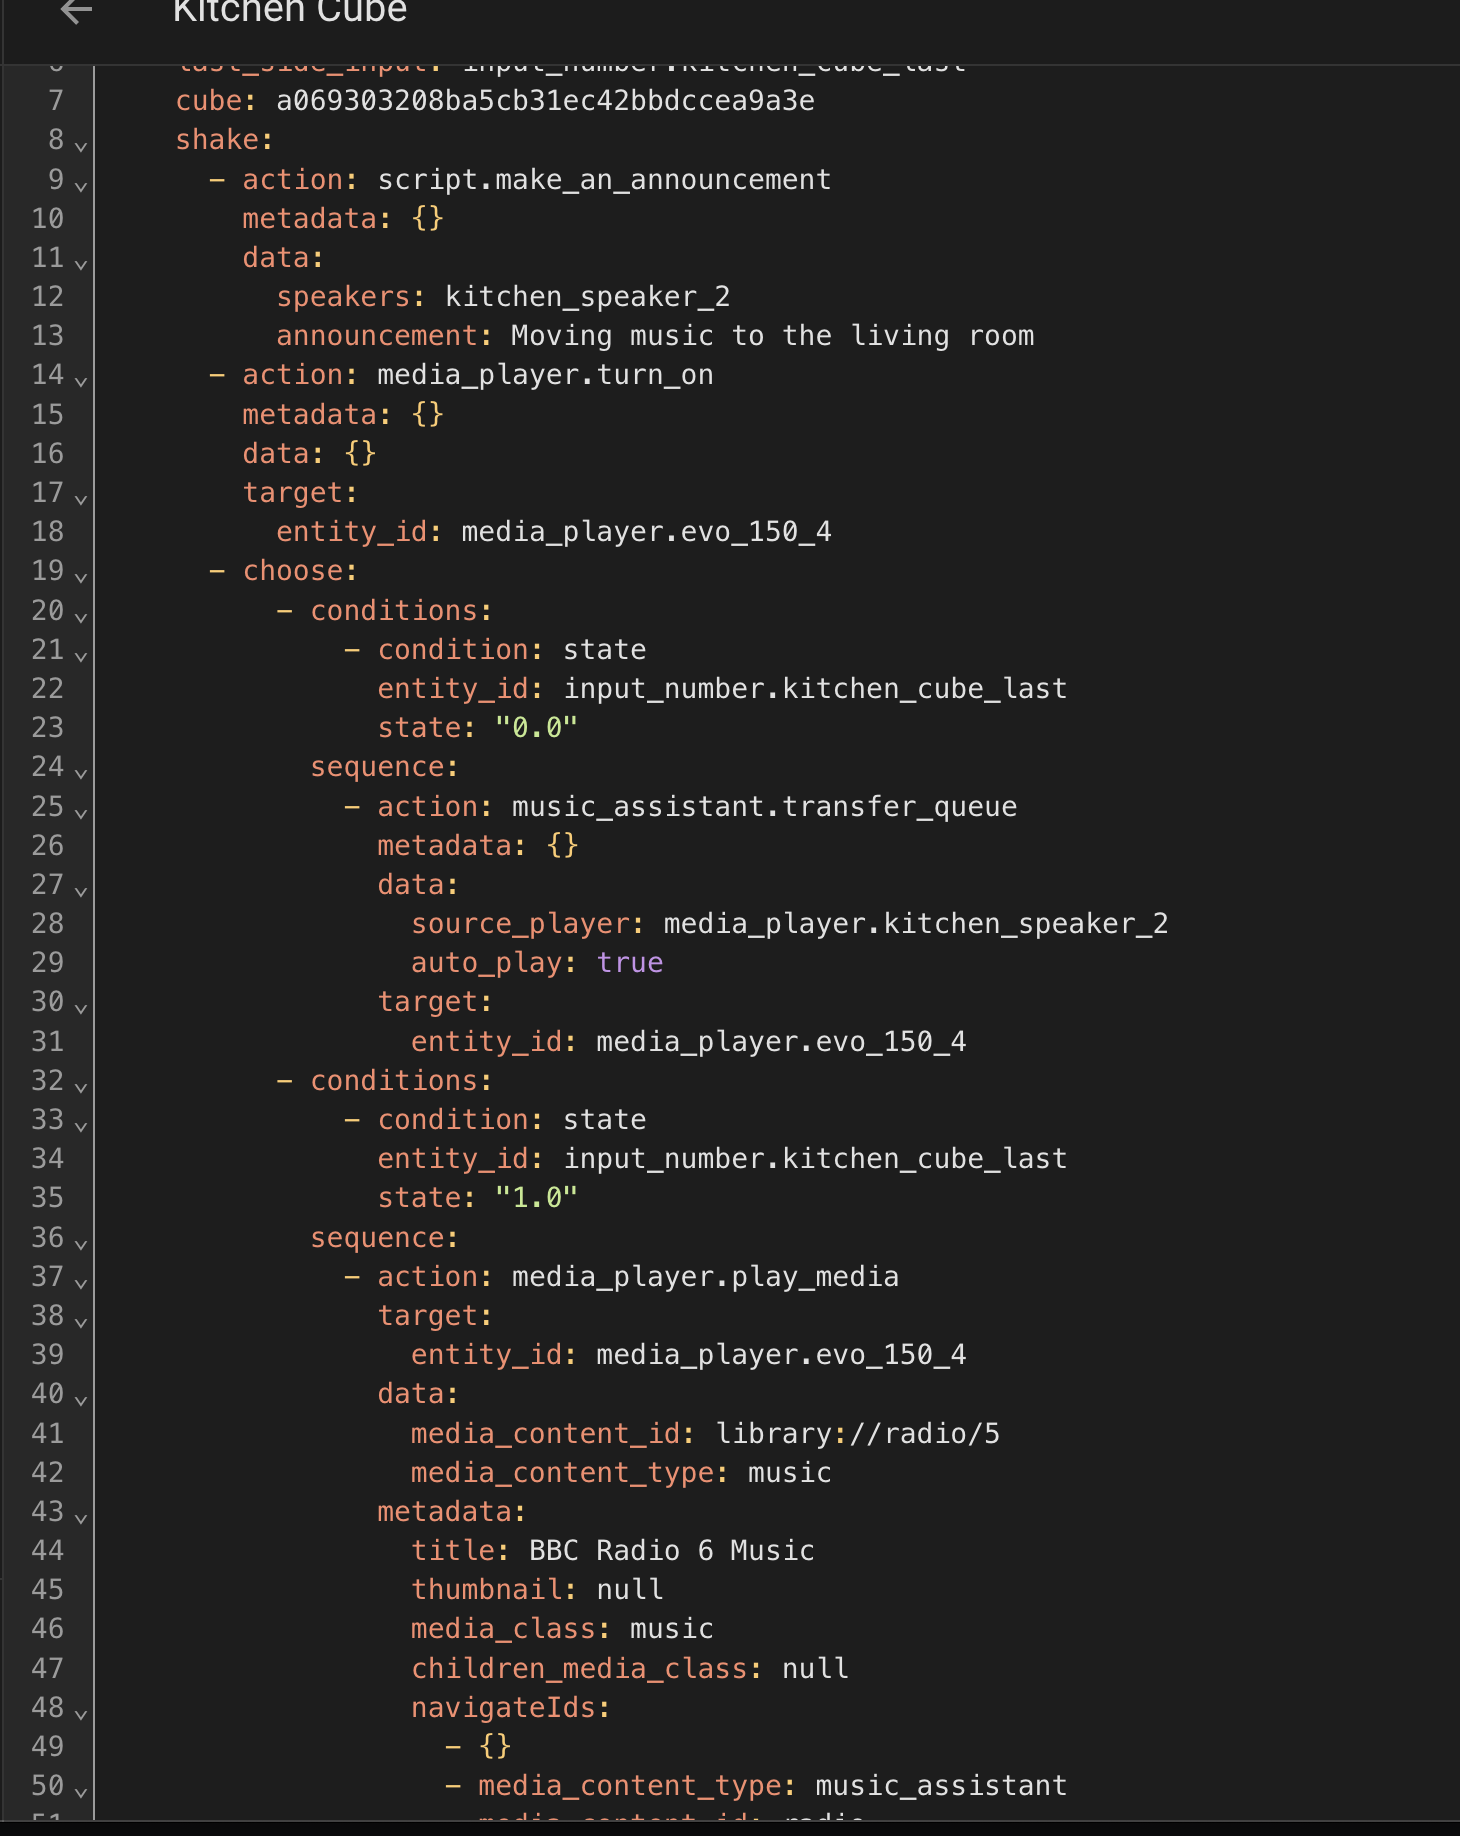 Kitchen Cube
6 last_side_input: input_number.kitchen_cube_last
7 cube: a069303208ba5cb31ec42bbdccea9a3e
8 shake:
9 - action: script.make_an_announcement
10 metadata: {}
11 data:
12 speakers: kitchen_speaker_2
13 announcement: Moving music to the living room
14 - action: media_player.turn_on
15 metadata: {}
16 data: {}
17 target:
18 entity_id: media_player.evo_150_4
19 - choose:
20 - conditions:
21 - condition: state
22 entity_id: input_number.kitchen_cube_last
23 state: "0.0"
24 sequence:
25 - action: music_assistant.transfer_queue
26 metadata: {}
27 data:
28 source_player: media_player.kitchen_speaker_2
29 auto_play: true
30 target:
31 entity_id: media_player.evo_150_4
32 - conditions:
33 - condition: state
34 entity_id: input_number.kitchen_cube_last
35 state: "1.0"
36 sequence:
37 - action: media_player.play_media
38 target:
39 entity_id: media_player.evo_150_4
40 data:
41 media_content_id: library://radio/5
42 media_content_type: music
43 metadata:
44 title: BBC Radio 6 Music
45 thumbnail: null
46 media_class: music
47 children_media_class: null
48 navigateIds:
49 - {}
50 - media_content_type: music_assistant
51 media_content_id: radio